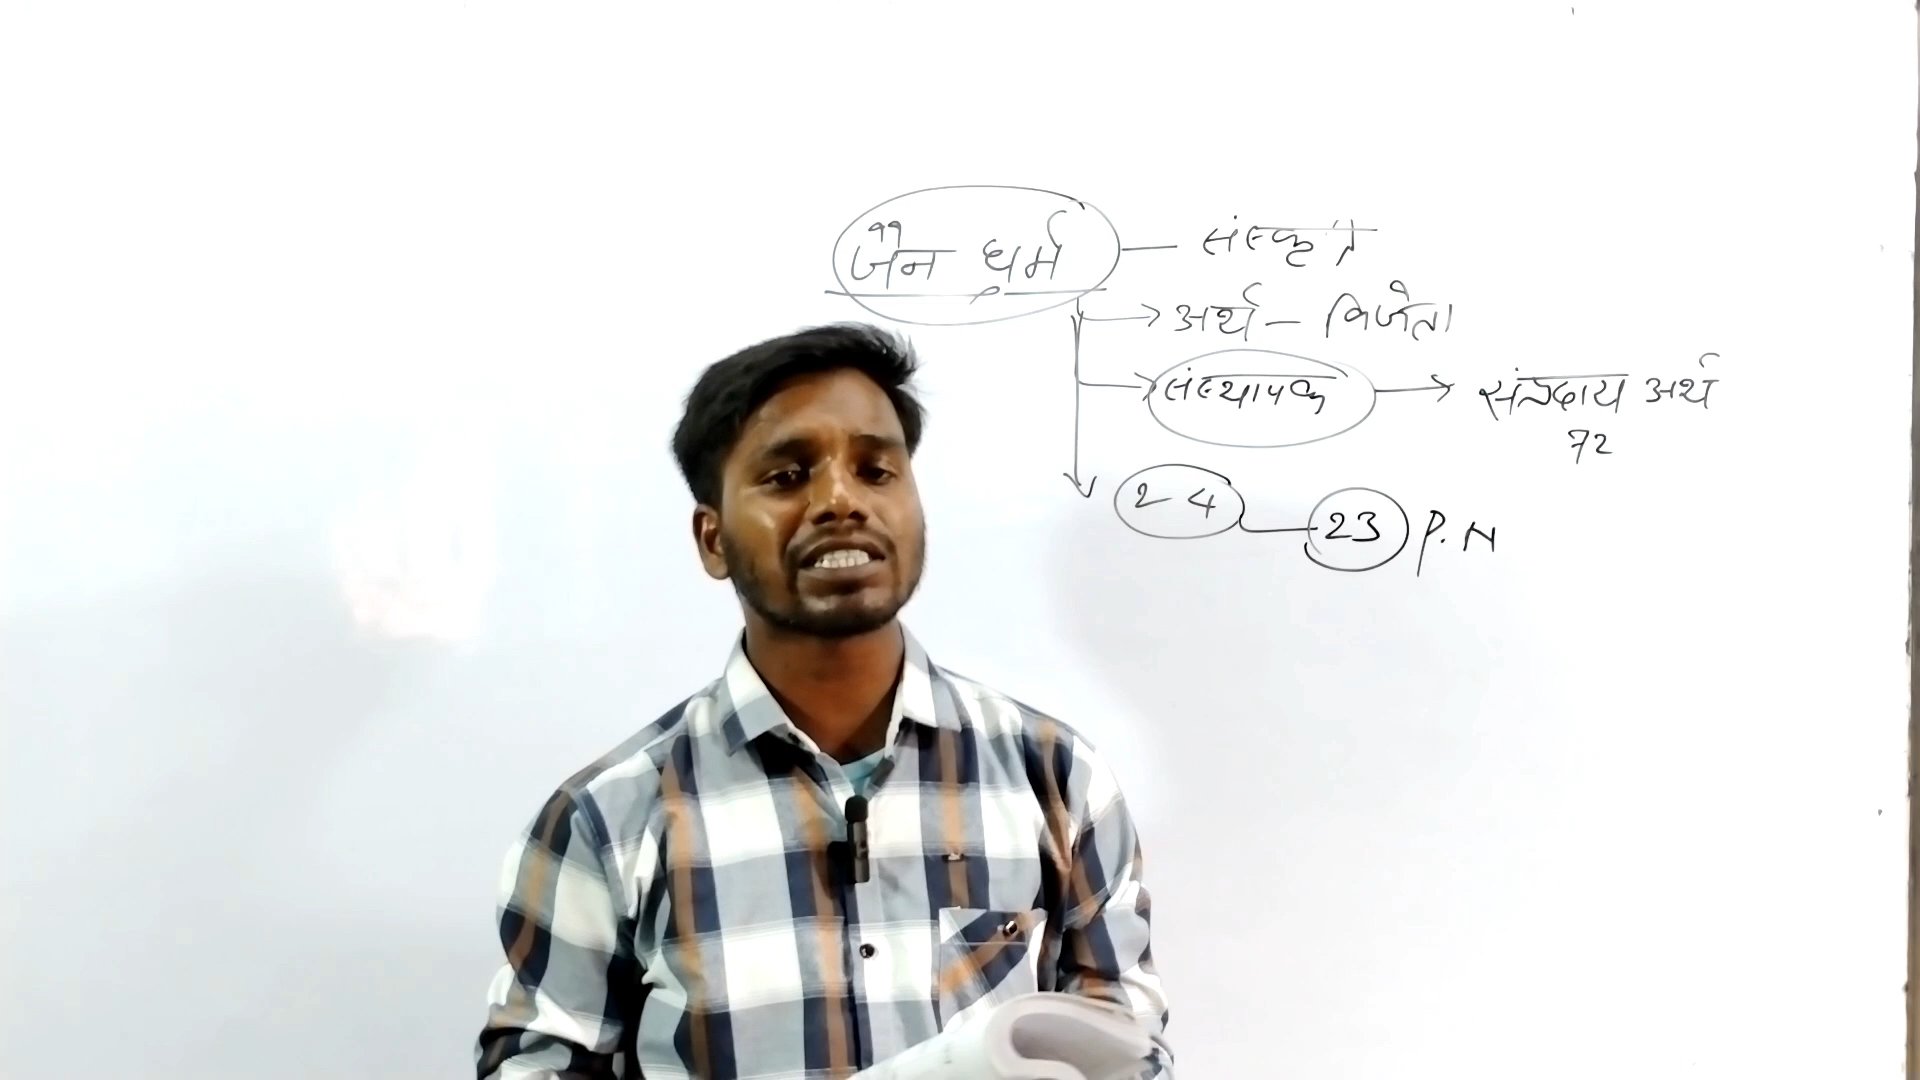 जैन धर्म — संस्कृत
→ अर्थ – विजेता
→ संस्थापक → संप्रदाय अर्थ
72
24 — 23 P.N